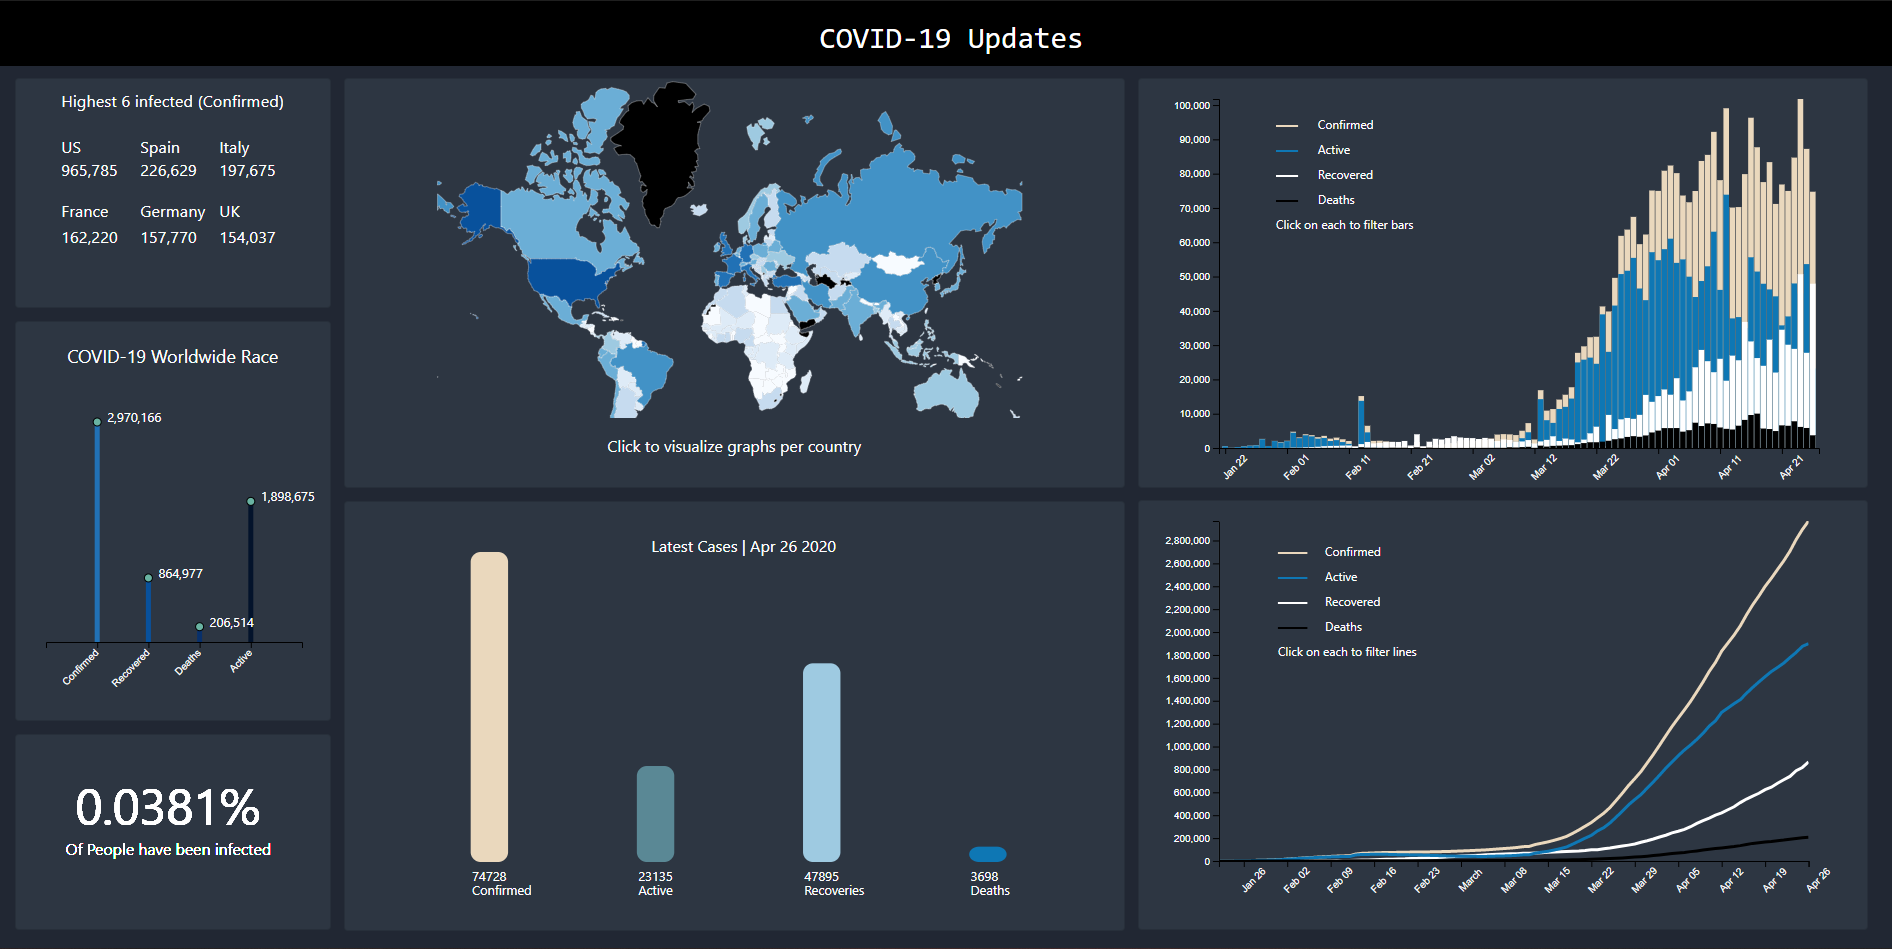 COVID-19 Updates
Highest 6 infected (Confirmed)
US Spain Italy
965,785 226,629 197,675
France Germany UK
162,220 157,770 154,037
COVID-19 Worldwide Race
2,970,166
1,898,675
864,977
206,514
Confirmed Recovered Deaths Active
0.0381%
Of People have been infected
Click to visualize graphs per country
Latest Cases | Apr 26 2020
74728 23135 47895 3698
Confirmed Active Recoveries Deaths
100,000
90,000
80,000
70,000
60,000
50,000
40,000
30,000
20,000
10,000
0
Confirmed
Active
Recovered
Deaths
Click on each to filter bars
Jan 22 Feb 01 Feb 11 Feb 21 Mar 02 Mar 12 Mar 22 Apr 01 Apr 11 Apr 21
2,800,000
2,600,000
2,400,000
2,200,000
2,000,000
1,800,000
1,600,000
1,400,000
1,200,000
1,000,000
800,000
600,000
400,000
200,000
0
Confirmed
Active
Recovered
Deaths
Click on each to filter lines
Jan 26 Feb 02 Feb 09 Feb 16 Feb 23 March Mar 08 Mar 15 Mar 22 Mar 29 Apr 05 Apr 12 Apr 19 Apr 26